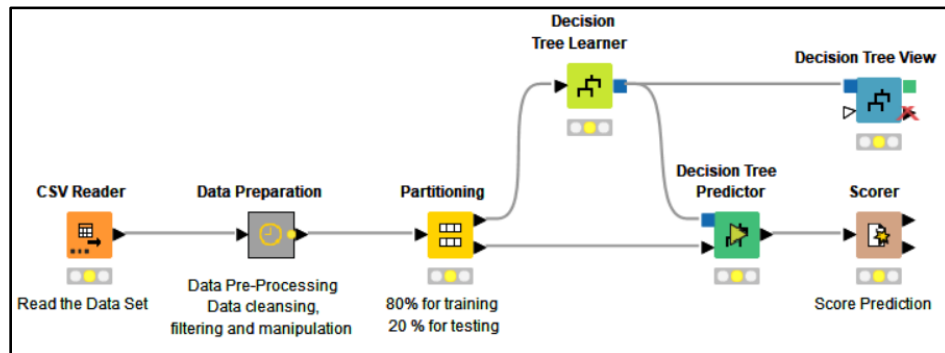 Decision
Tree Learner
Decision Tree View
CSV Reader
Data Preparation
Partitioning
Decision Tree
Predictor
Scorer
Read the Data Set
Data Pre-Processing
Data cleansing,
filtering and manipulation
80% for training
20 % for testing
Score Prediction